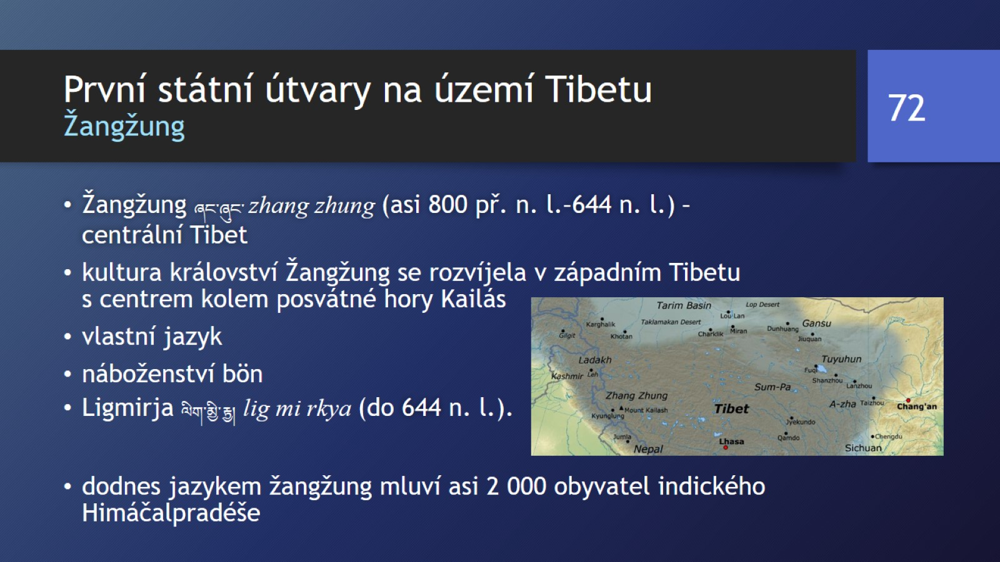 První státní útvary na území Tibetu
Žangžung
72
• Žangžung ཞང་ཞུང་ zhang zhung (asi 800 př. n. l.-644 n. l.) –
centrální Tibet
• kultura království Žangžung se rozvíjela v západním Tibetu
s centrem kolem posvátné hory Kailás
• vlastní jazyk
• náboženství bön
• Ligmirja ལིག་མྱི་རྐྱ། lig mi rkya (do 644 n. l.).
• dodnes jazykem žangžung mluví asi 2 000 obyvatel indického
Himáčalpradéše
Tarim Basin
Lop Desert
Lou Lan
Karghalik
Taklamakan Desert
Dunhuang
Gansu
Gilgit
Khotan
Charklik
Miran
Jiuquan
Ladakh
Tuyuhun
Kashmir
Leh
Fuqi
Shanzhou
Lanzhou
Sum-Pa
Zhang Zhung
A-zha
Taizhou
Chang'an
Kyunglung
Mount Kailash
Tibet
Jyekundo
Jumla
Qamdo
Chengdu
Nepal
Lhasa
Sichuan